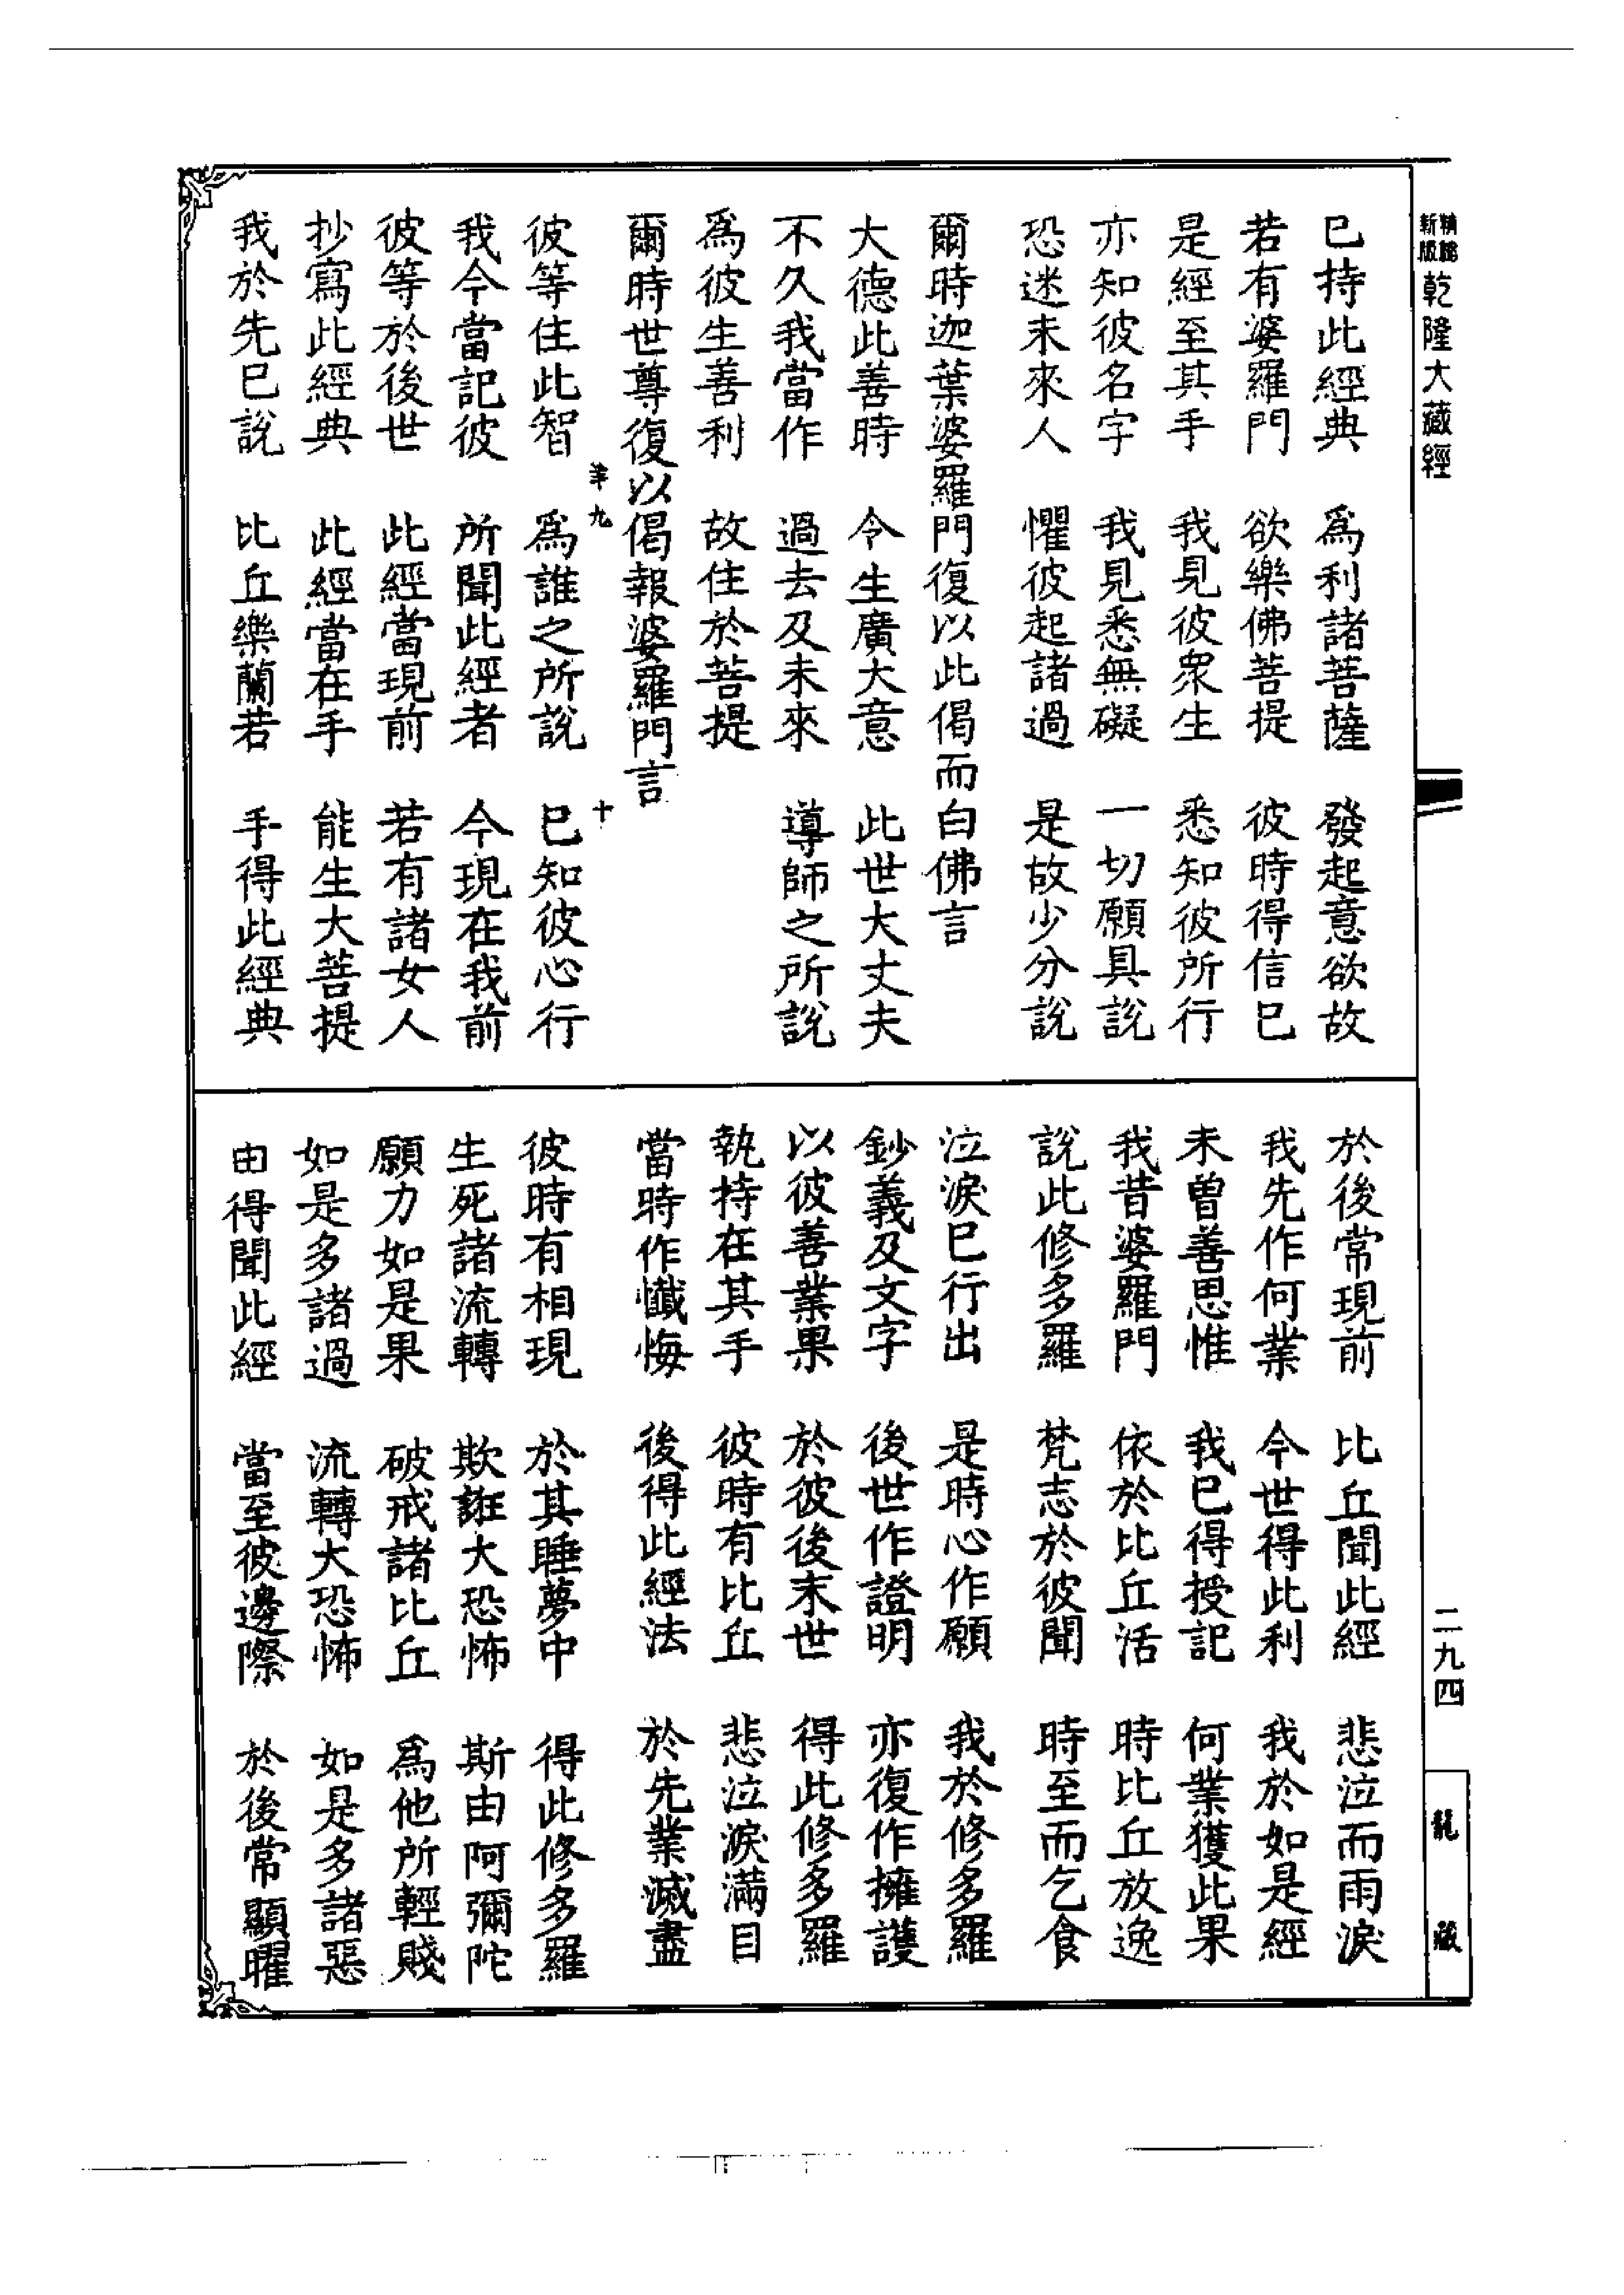 新版 乾隆大藏經
已持此經典 爲利諸菩薩 發起意欲故
若有婆羅門 欲樂佛菩提 彼時得信已
是經至其手 我見彼衆生 悉知彼所行
亦知彼名字 我見悉無礙 一切願具說
恐迷末來人 懼彼起諸過 是故少分說
爾時迦葉婆羅門復以此偈而白佛言
大德此善時 令生廣大意 此世大丈夫
不久我當作 過去及未來 導師之所說
爲彼生善利 故住於菩提
爾時世尊復以偈報婆羅門言
九 十
彼等住此智 爲誰之所說 已知彼心行
我今當記彼 所聞此經者 今現在我前
彼等於後世 此經當現前 若有諸女人
抄寫此經典 此經當在手 能生大菩提
我於先已說 比丘樂蘭若 手得此經典
於後常現前 比丘聞此經 悲泣而雨淚
我先作何業 今世得此利 我於如是經
未曾善思惟 我已得授記 何業獲此果
我昔婆羅門 依於比丘活 時比丘放逸
說此修多羅 梵志於彼聞 時至而乞食
泣淚已行出 是時心作願 我於修多羅
鈔義及文字 後世作證明 亦復作擁護
以彼善業果 於彼後末世 得此修多羅
執持在其手 彼時有比丘 悲泣淚滿目
當時作懺悔 後得此經法 於先業滅盡
彼時有相現 於其睡夢中 得此修多羅
生死諸流轉 欺誑大恐怖 斯由阿彌陀
願力如是果 破戒諸比丘 爲他所輕賤
如是多諸過 流轉大恐怖 如是多諸惡
由得聞此經 當至彼邊際 於後常顯曜
二九四
龍藏